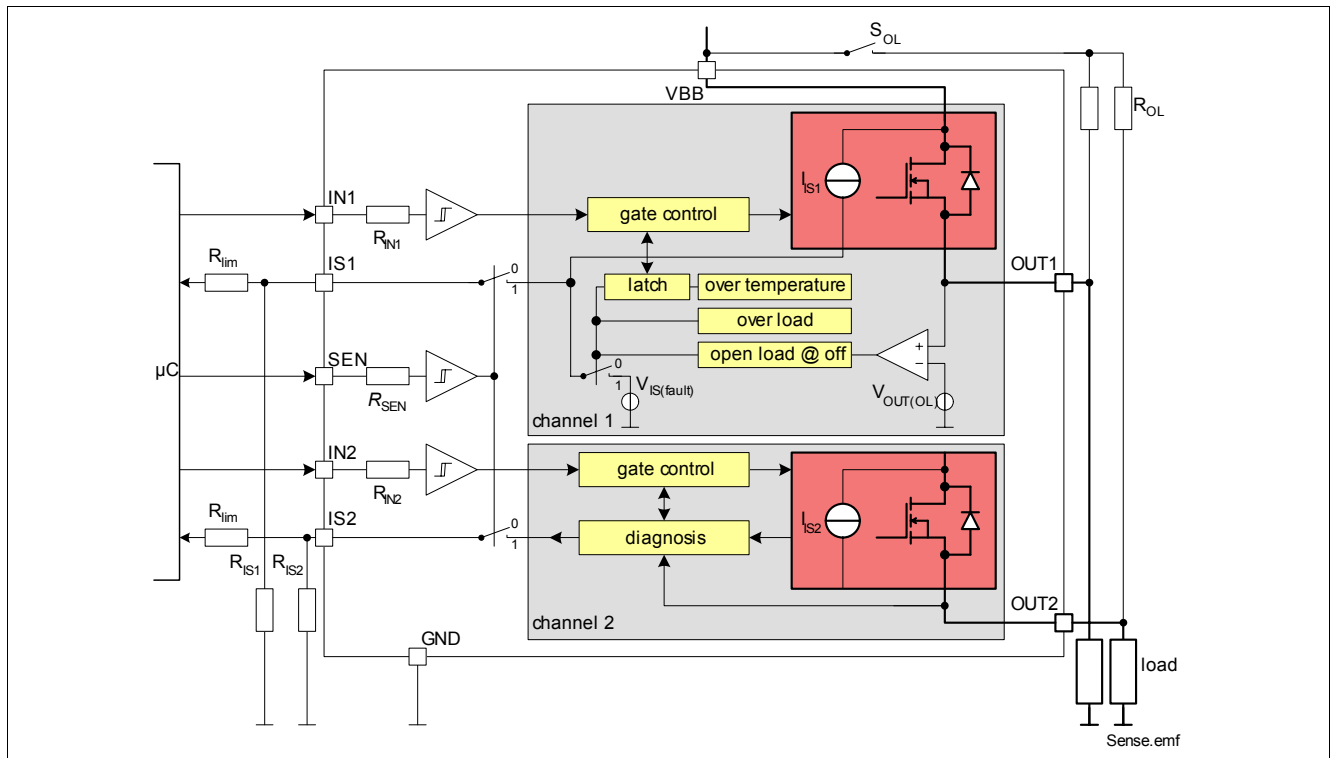 S_OL
VBB
R_OL
IN1
I_IS1
gate control
R_IN1
R_lim
IS1
0
1
OUT1
latch
over temperature
over load
SEN
open load @ off
+
−
µC
0
1
V_IS(fault)
V_OUT(OL)
R_SEN
channel 1
IN2
gate control
R_IN2
R_lim
IS2
0
1
diagnosis
I_IS2
R_IS1
R_IS2
OUT2
channel 2
GND
load
Sense.emf